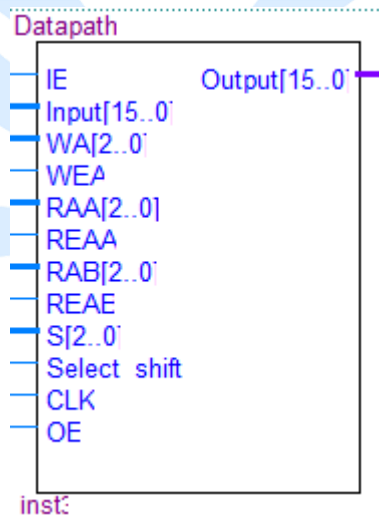 Datapath
IE Output[15..0]
Input[15..0]
WA[2..0]
WEA
RAA[2..0]
REAA
RAB[2..0]
REAE
S[2..0]
Select shift
CLK
OE
inst3